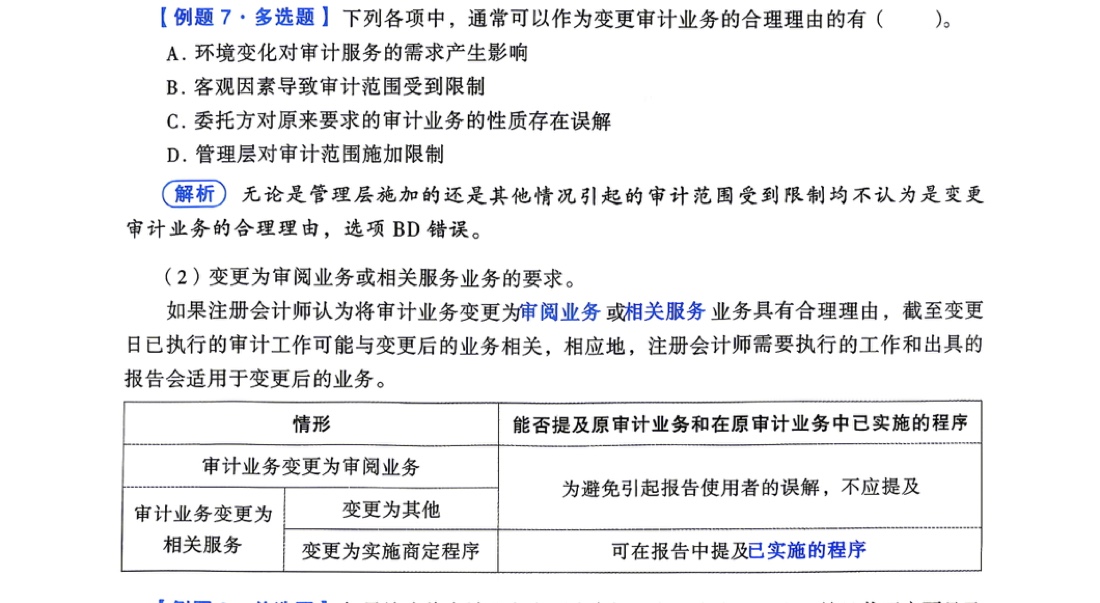 【例题7·多选题】下列各项中，通常可以作为变更审计业务的合理理由的有（　　）。
A. 环境变化对审计服务的需求产生影响
B. 客观因素导致审计范围受到限制
C. 委托方对原来要求的审计业务的性质存在误解
D. 管理层对审计范围施加限制
解析 无论是管理层施加的还是其他情况引起的审计范围受到限制均不认为是变更
审计业务的合理理由，选项BD错误。
（2）变更为审阅业务或相关服务业务的要求。
如果注册会计师认为将审计业务变更为审阅业务或相关服务业务具有合理理由，截至变更
日已执行的审计工作可能与变更后的业务相关，相应地，注册会计师需要执行的工作和出具的
报告会适用于变更后的业务。
情形 能否提及原审计业务和在原审计业务中已实施的程序
审计业务变更为审阅业务
为避免引起报告使用者的误解，不应提及
审计业务变更为
相关服务
变更为其他
变更为实施商定程序 可在报告中提及已实施的程序